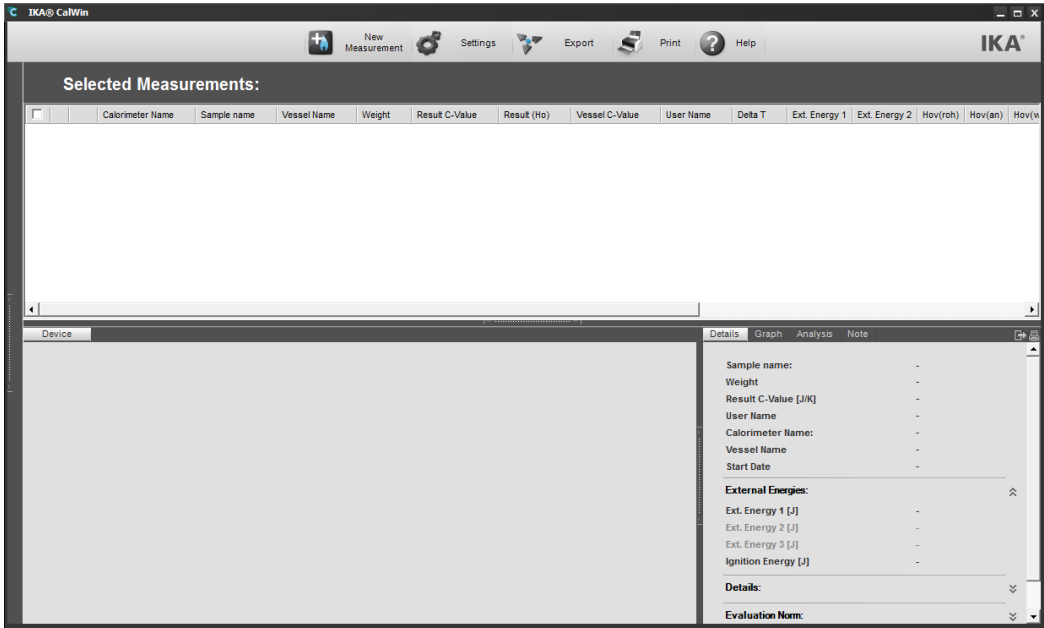 IKA® CalWin
New
Measurement
Settings
Export
Print
Help
IKA®
Selected Measurements:
Calorimeter Name Sample name Vessel Name Weight Result C-Value Result (Ho) Vessel C-Value User Name Delta T Ext. Energy 1 Ext. Energy 2 Hov(roh) Hov(an) Hov(w
Device
Details Graph Analysis Note
Sample name: -
Weight -
Result C-Value [J/K] -
User Name -
Calorimeter Name: -
Vessel Name -
Start Date -
External Energies:
Ext. Energy 1 [J] -
Ext. Energy 2 [J] -
Ext. Energy 3 [J] -
Ignition Energy [J] -
Details:
Evaluation Norm: